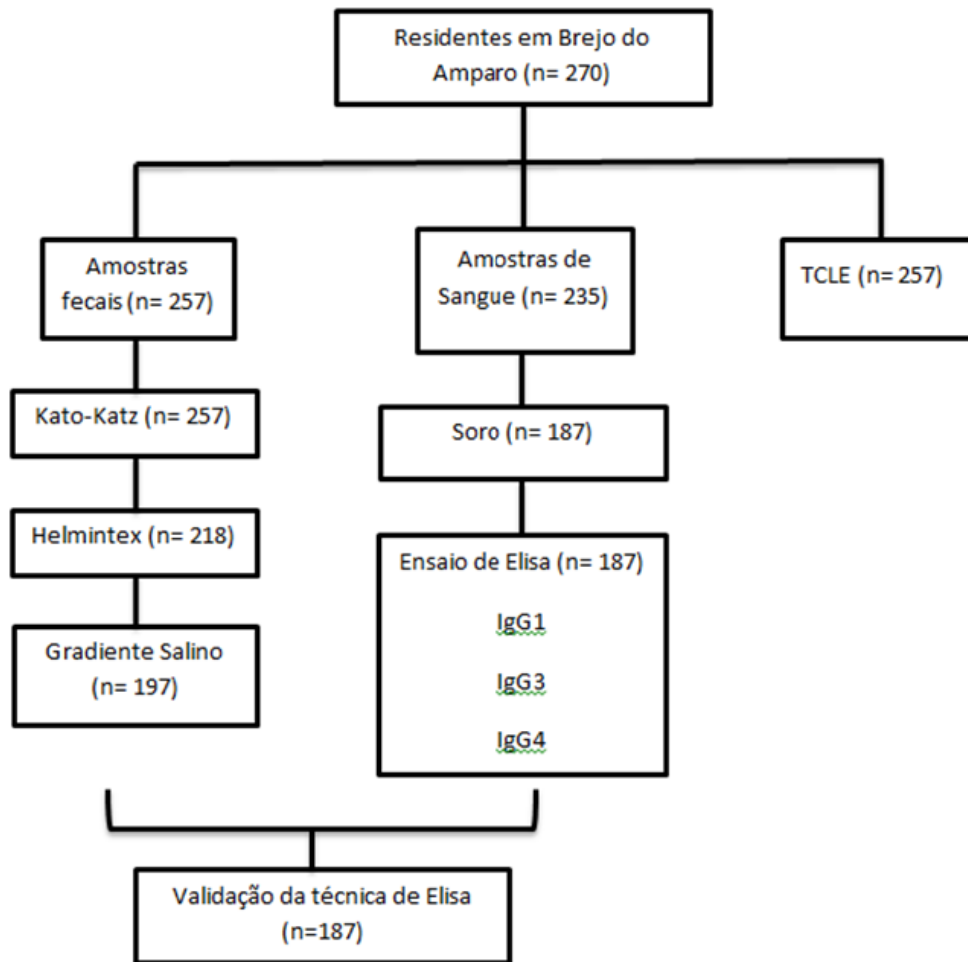 Residentes em Brejo do
Amparo (n= 270)
Amostras
fecais (n= 257)
Amostras de
Sangue (n= 235)
TCLE (n= 257)
Kato-Katz (n= 257)
Soro (n= 187)
Helmintex (n= 218)
Ensaio de Elisa (n= 187)
IgG1
IgG3
IgG4
Gradiente Salino
(n= 197)
Validação da técnica de Elisa
(n=187)